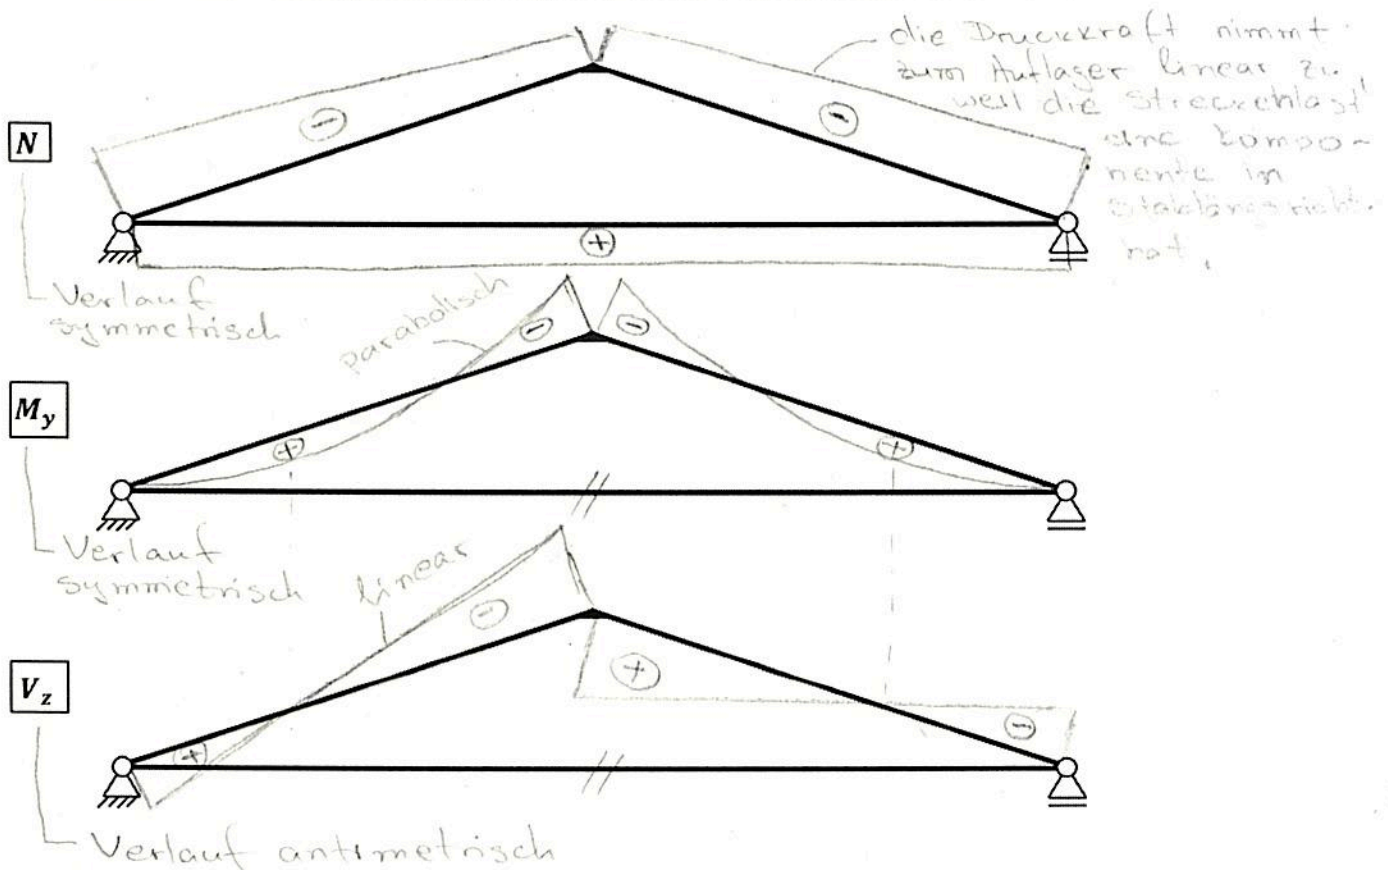 die Druckkraft nimmt
zum Auflager linear zu,
weil die Streckenlast
eine Kompo-
nente in
Stablängsricht.
hat.
N
⊖
⊖
⊕
Verlauf
symmetrisch
parabolisch
⊖
⊖
M_y
⊕
⊕
//
Verlauf
symmetrisch
linear
⊖
⊕
V_z
⊕
⊖
//
Verlauf antimetrisch